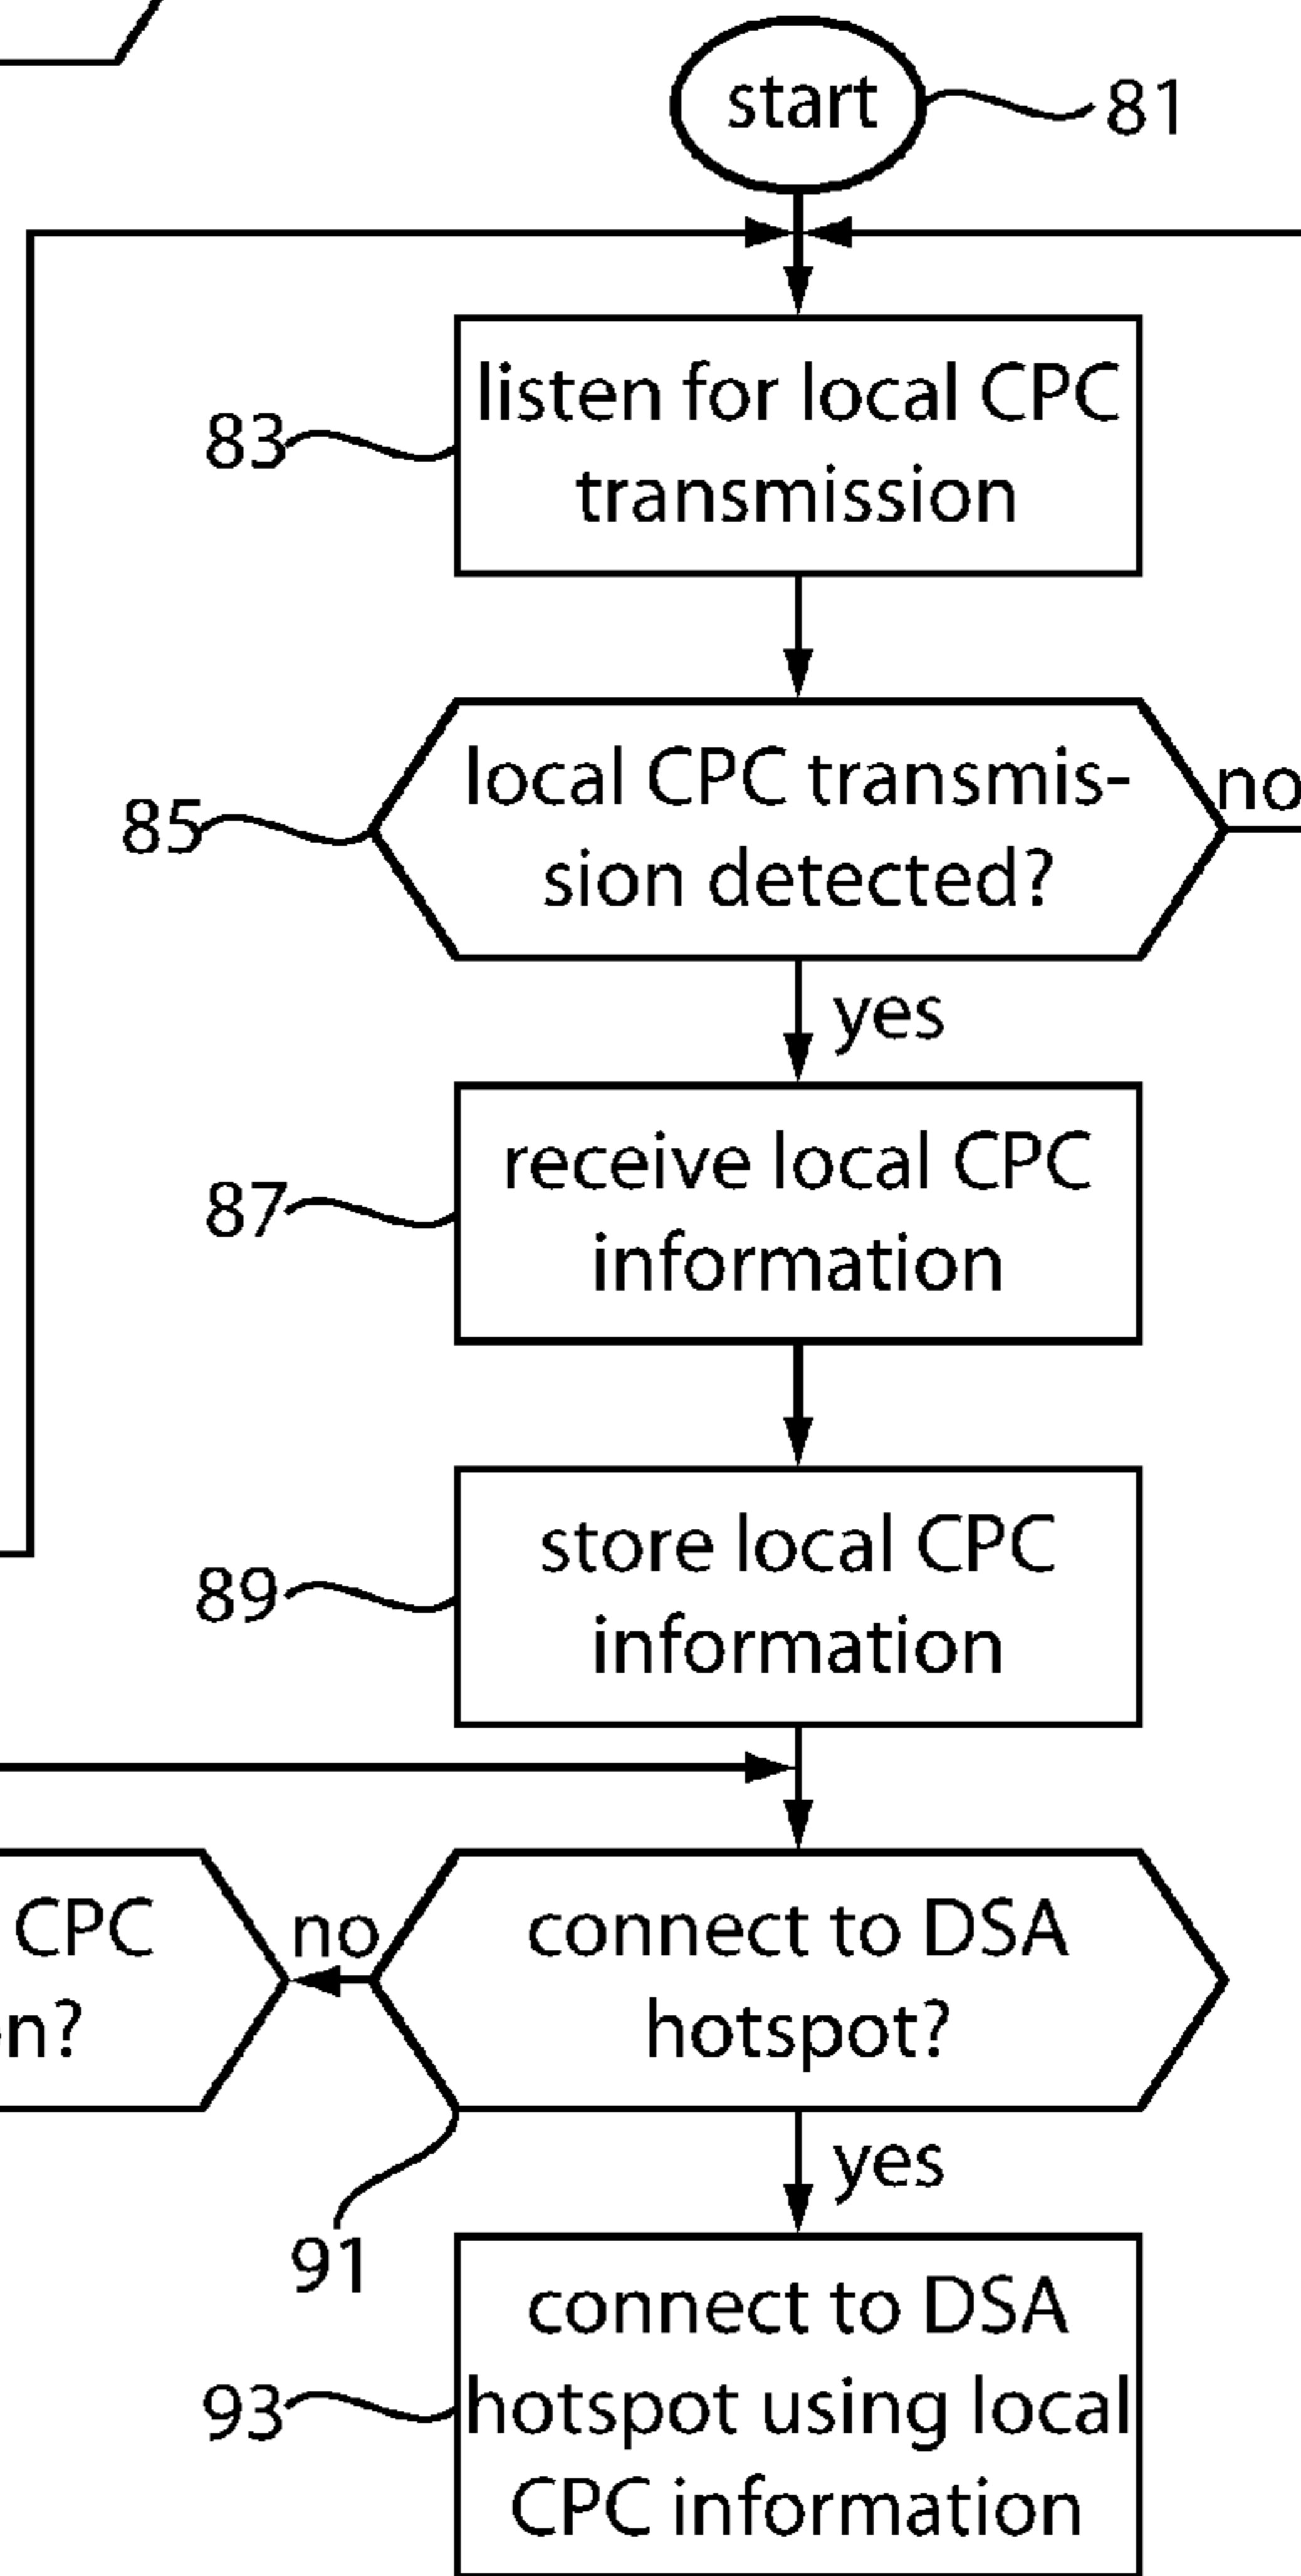 start
81
listen for local CPC
transmission
83
local CPC transmis-
sion detected?
85
no
yes
receive local CPC
information
87
store local CPC
information
89
connect to DSA
hotspot?
no
CPC
n?
91
yes
connect to DSA
hotspot using local
CPC information
93